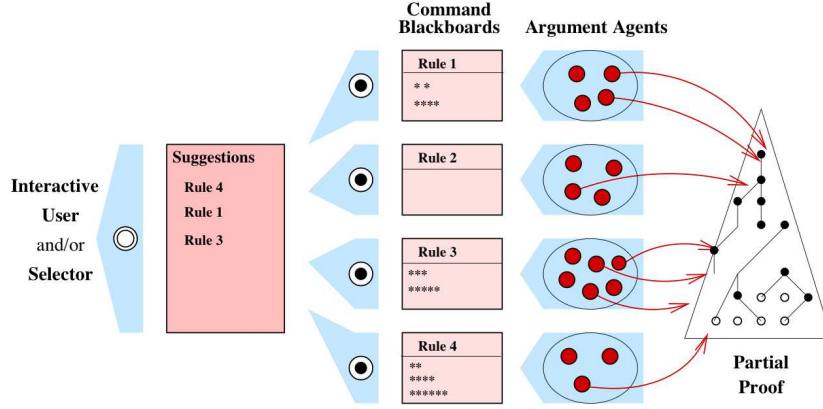 Command
Blackboards
Argument Agents
Rule 1
* *
****
Suggestions
Rule 4
Rule 1
Rule 3
Rule 2
Interactive
User
and/or
Selector
Rule 3
***
*****
Rule 4
**
****
******
Partial
Proof